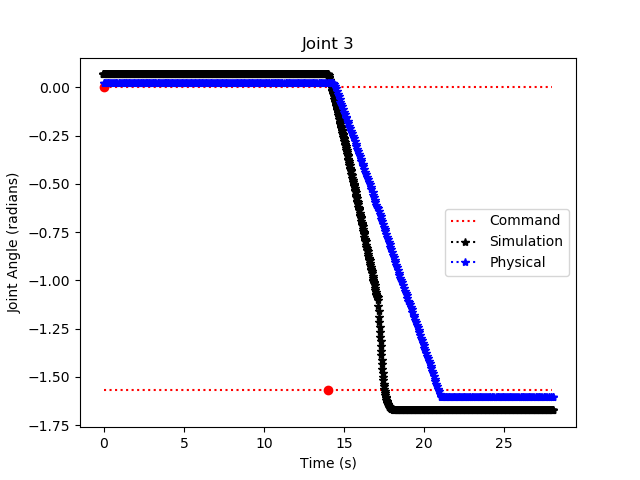 Joint 3
0.00
−0.25
−0.50
−0.75
−1.00
−1.25
−1.50
−1.75
Joint Angle (radians)
Command
Simulation
Physical
0 5 10 15 20 25
Time (s)